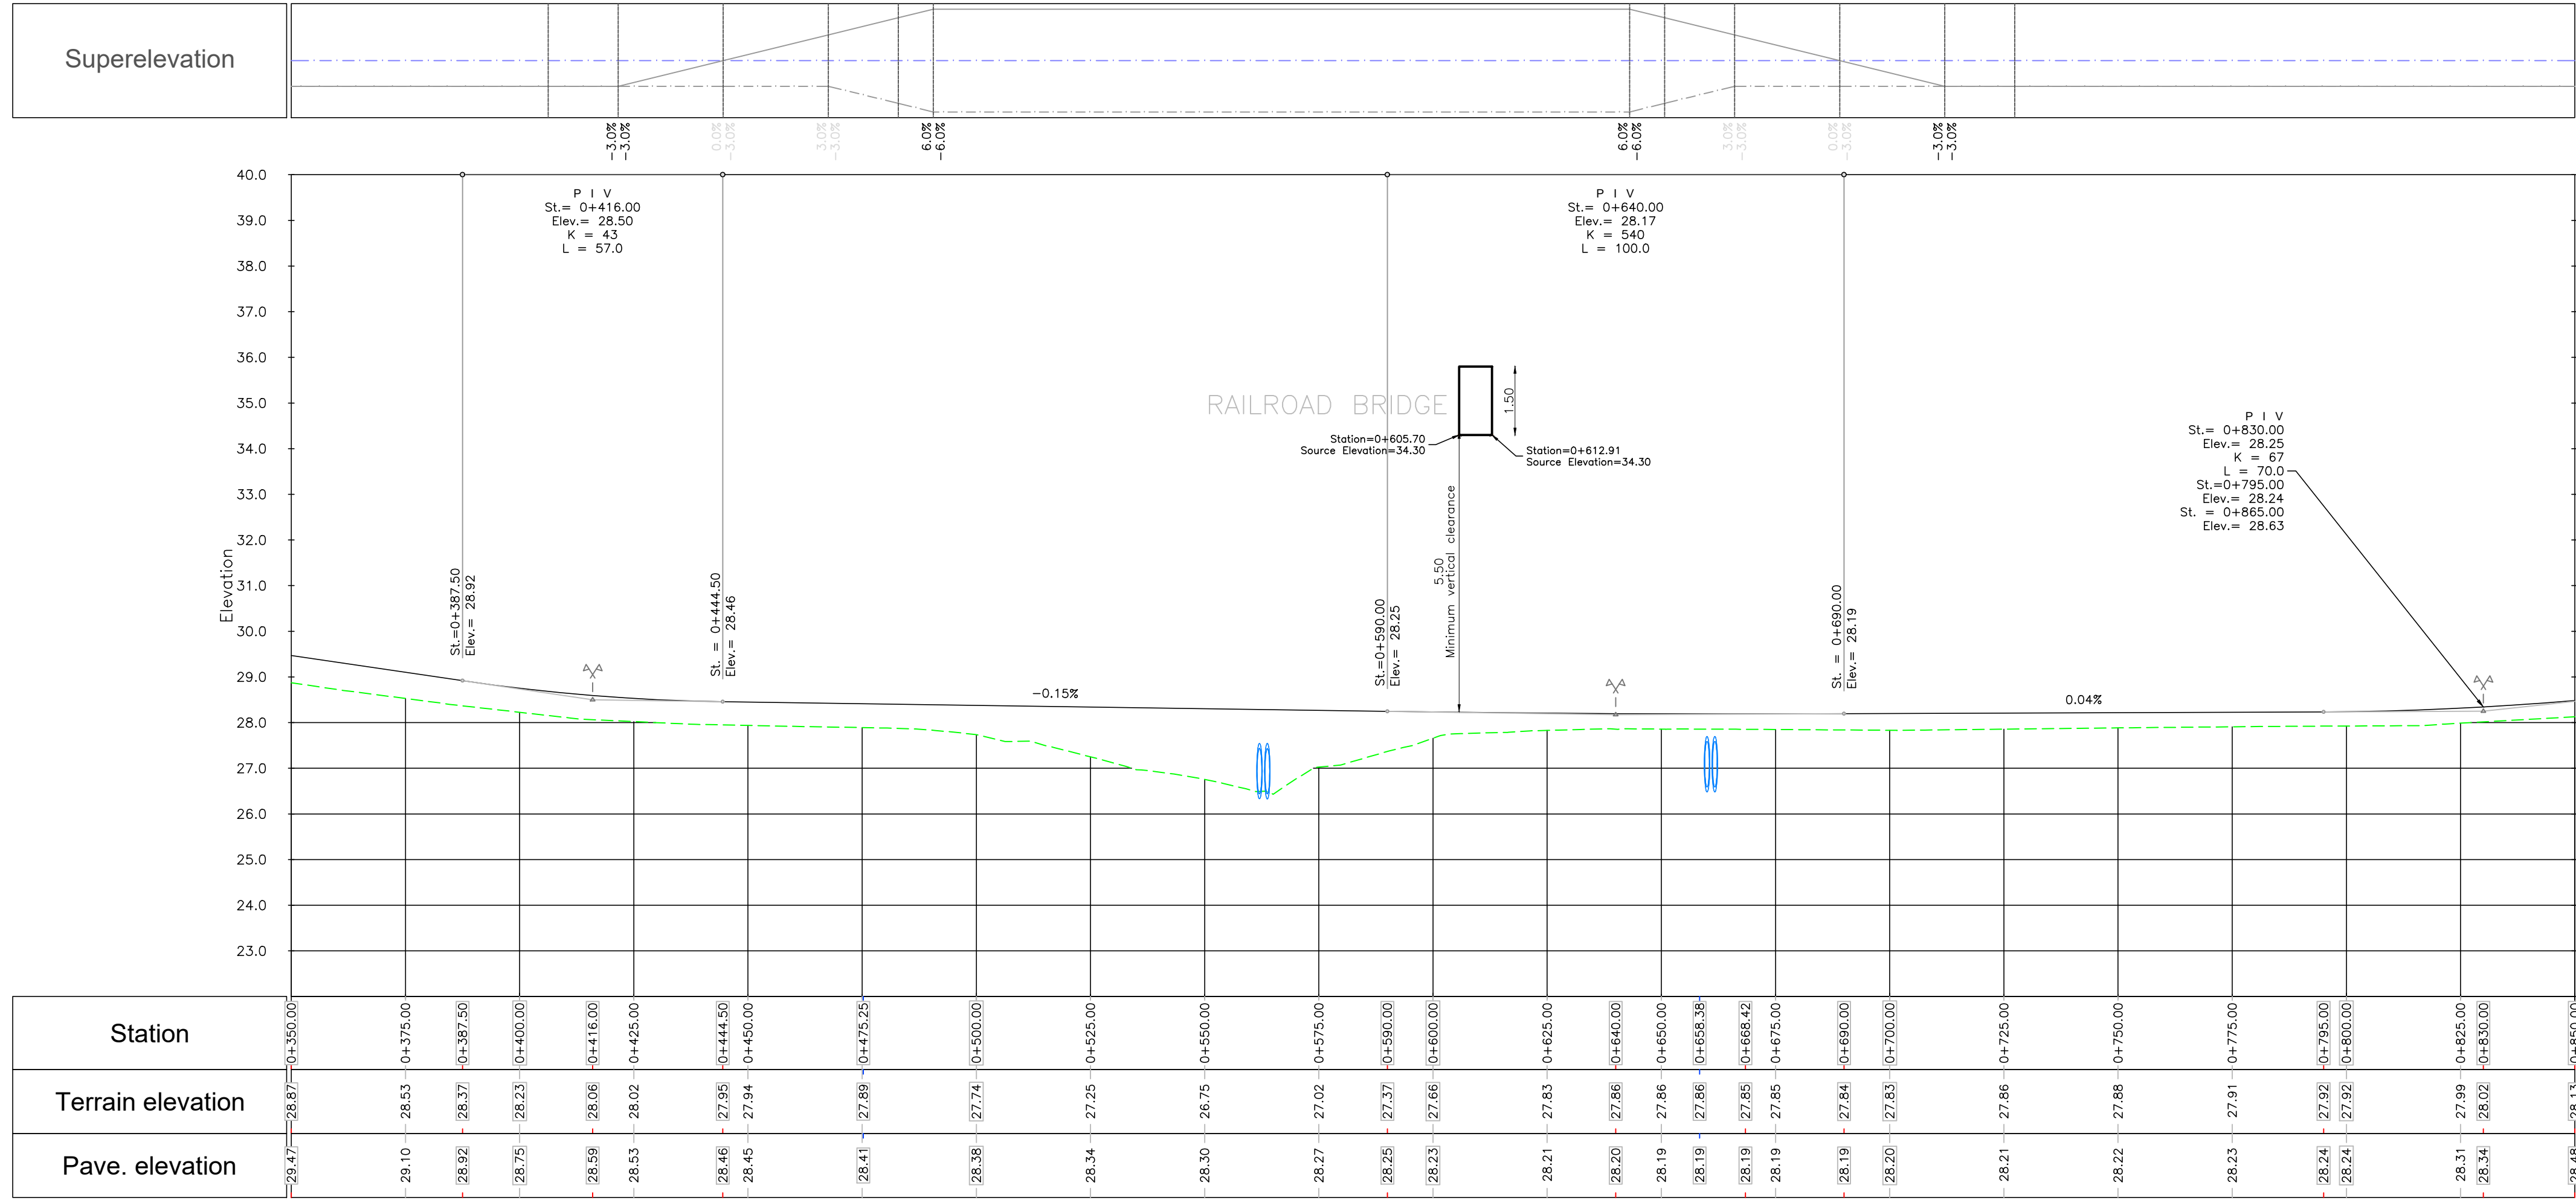 Superelevation
-3.0%
-3.0%
0.0%
-3.0%
3.0%
-3.0%
6.0%
-6.0%
6.0%
-6.0%
3.0%
-3.0%
0.0%
-3.0%
-3.0%
-3.0%
40.0
39.0
38.0
37.0
36.0
35.0
34.0
33.0
32.0
31.0
30.0
29.0
28.0
27.0
26.0
25.0
24.0
23.0
Elevation
P I V
St.= 0+416.00
Elev.= 28.50
K = 43
L = 57.0
P I V
St.= 0+640.00
Elev.= 28.17
K = 540
L = 100.0
RAILROAD BRIDGE
1.50
Station=0+605.70
Source Elevation=34.30
Station=0+612.91
Source Elevation=34.30
5.50
Minimum vertical clearance
P I V
St.= 0+830.00
Elev.= 28.25
K = 67
L = 70.0
St.=0+795.00
Elev.= 28.24
St. = 0+865.00
Elev.= 28.63
St.=0+387.50
Elev.= 28.92
St. = 0+444.50
Elev.= 28.46
St.=0+590.00
Elev.= 28.25
St. = 0+690.00
Elev.= 28.19
-0.15%
0.04%
Station
0+350.00 0+375.00 0+387.50 0+400.00 0+416.00 0+425.00 0+444.50 0+450.00 0+475.25 0+500.00 0+525.00 0+550.00 0+575.00 0+590.00 0+600.00 0+625.00 0+640.00 0+650.00 0+658.38 0+668.42 0+675.00 0+690.00 0+700.00 0+725.00 0+750.00 0+775.00 0+795.00 0+800.00 0+825.00 0+830.00 0+850.00
Terrain elevation
28.87 28.53 28.37 28.23 28.06 28.02 27.95 27.94 27.89 27.74 27.25 26.75 27.02 27.37 27.66 27.83 27.86 27.86 27.86 27.85 27.85 27.84 27.83 27.86 27.88 27.91 27.92 27.92 27.99 28.02 28.13
Pave. elevation
29.47 29.10 28.92 28.75 28.59 28.53 28.46 28.45 28.41 28.38 28.34 28.30 28.27 28.25 28.23 28.21 28.20 28.19 28.19 28.19 28.19 28.19 28.20 28.21 28.22 28.23 28.24 28.24 28.31 28.34 28.48